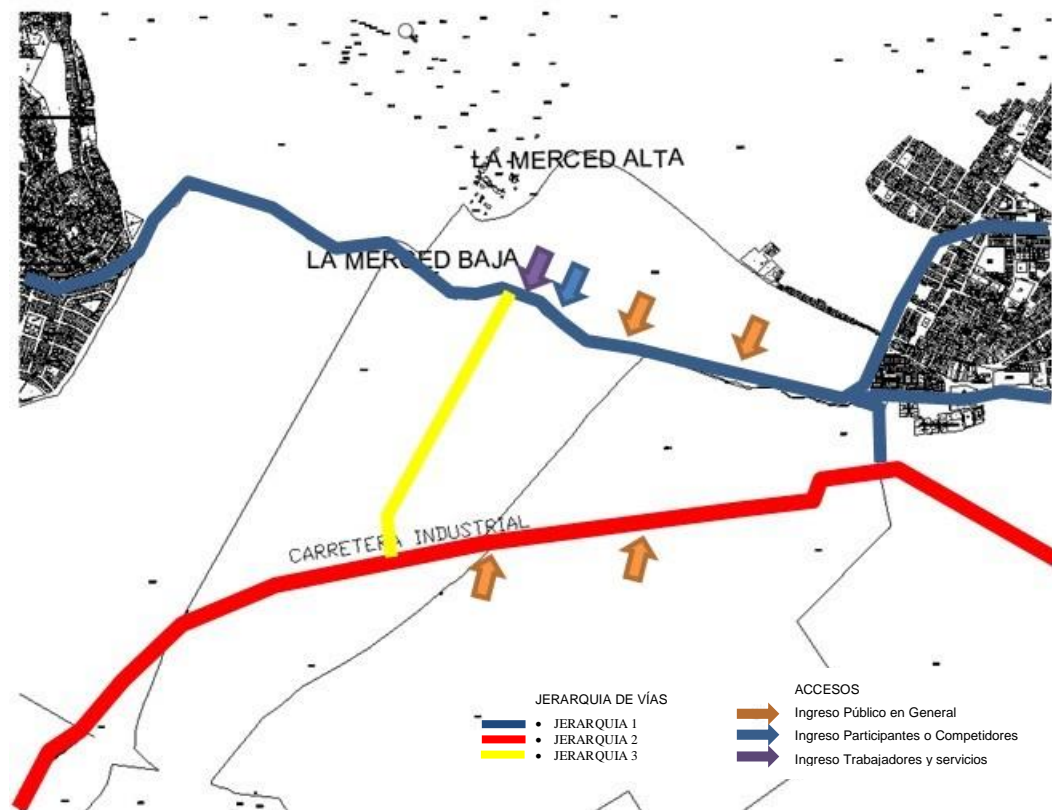 LA MERCED ALTA
LA MERCED BAJA
CARRETERA INDUSTRIAL
JERARQUIA DE VÍAS
• JERARQUIA 1
• JERARQUIA 2
• JERARQUIA 3
ACCESOS
Ingreso Público en General
Ingreso Participantes o Competidores
Ingreso Trabajadores y servicios